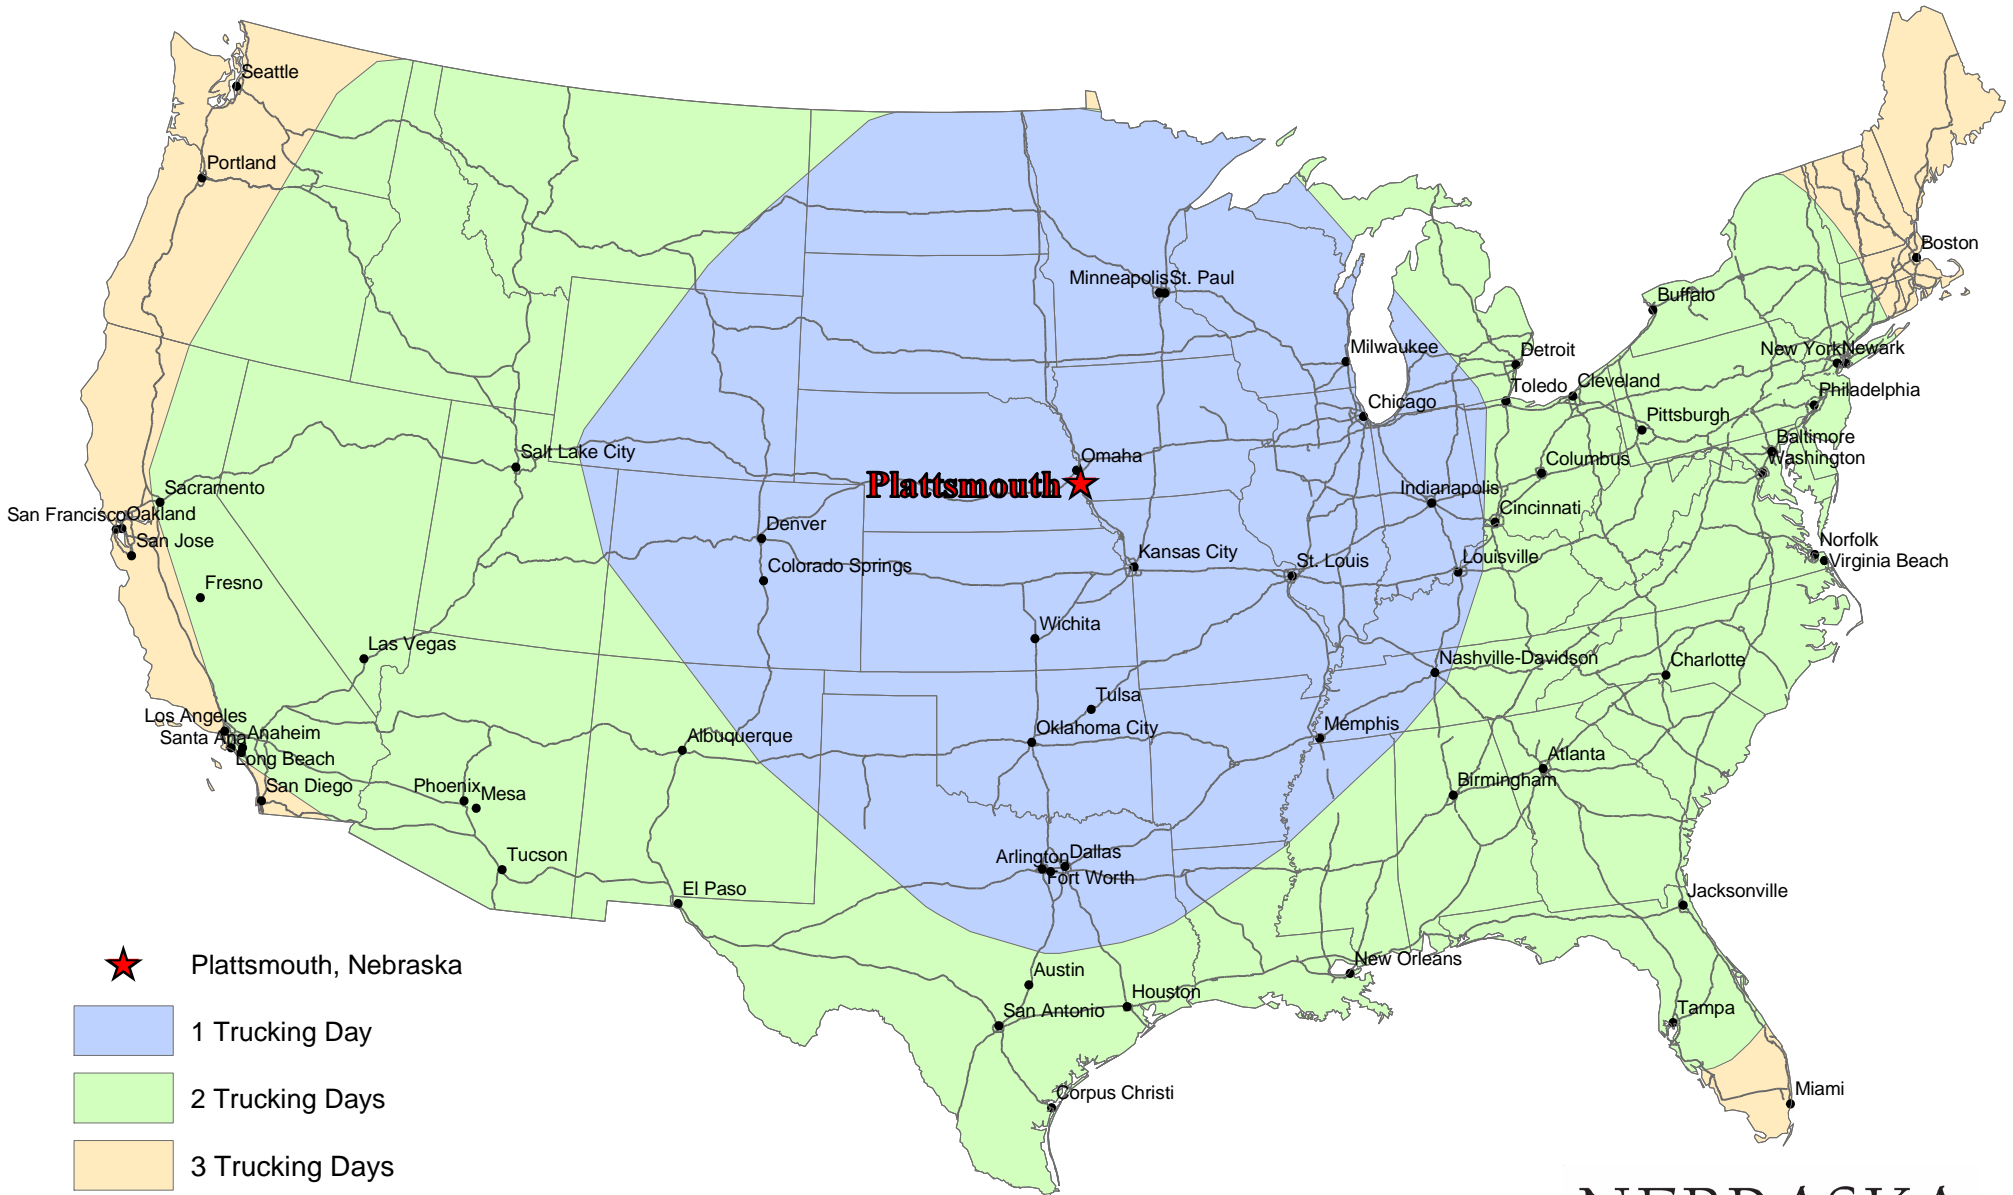 Seattle
Portland
Boston
Minneapolis
St. Paul
Buffalo
Milwaukee
Detroit
New York
Newark
Toledo
Cleveland
Philadelphia
Chicago
Pittsburgh
Baltimore
Washington
Salt Lake City
Omaha
Columbus
Plattsmouth
Indianapolis
Sacramento
Cincinnati
San Francisco
Oakland
Denver
San Jose
Norfolk
Kansas City
St. Louis
Louisville
Virginia Beach
Colorado Springs
Fresno
Wichita
Las Vegas
Nashville-Davidson
Charlotte
Tulsa
Los Angeles
Memphis
Oklahoma City
Anaheim
Santa Ana
Albuquerque
Long Beach
Atlanta
Birmingham
San Diego
Phoenix
Mesa
Tucson
Arlington
Dallas
Fort Worth
El Paso
Jacksonville
New Orleans
Austin
Houston
San Antonio
Tampa
Corpus Christi
Miami
Plattsmouth, Nebraska
1 Trucking Day
2 Trucking Days
3 Trucking Days
NEBRASKA